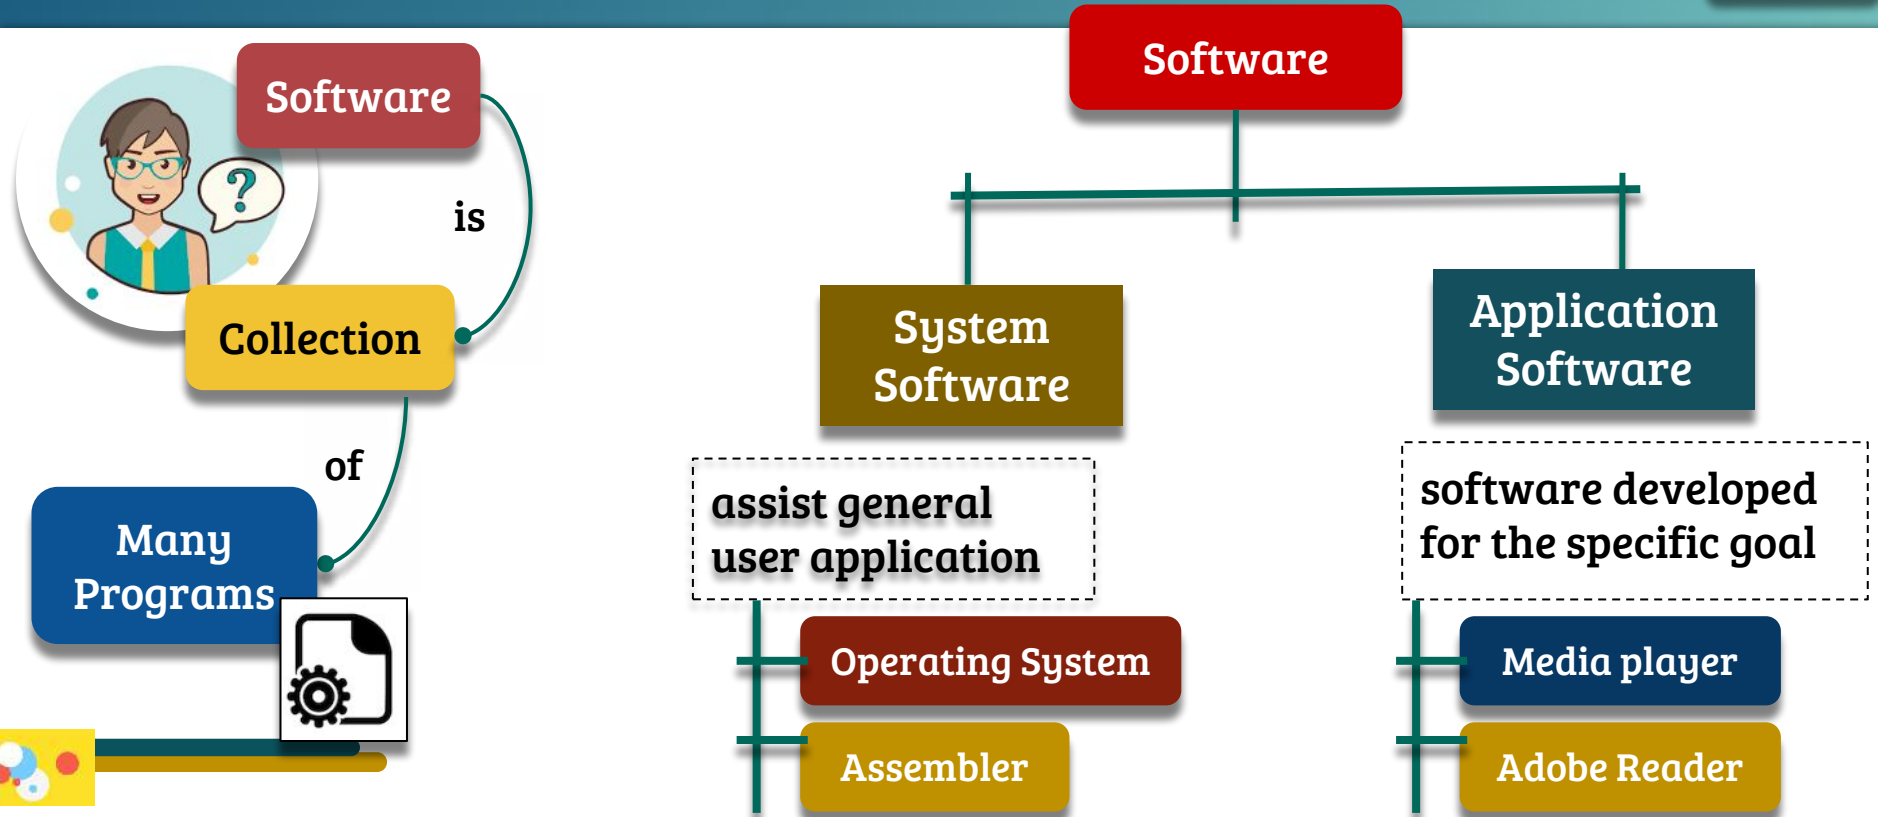 Software
is
Collection
of
Many
Programs
?
Software
System
Software
assist general
user application
Operating System
Assembler
Application
Software
software developed
for the specific goal
Media player
Adobe Reader